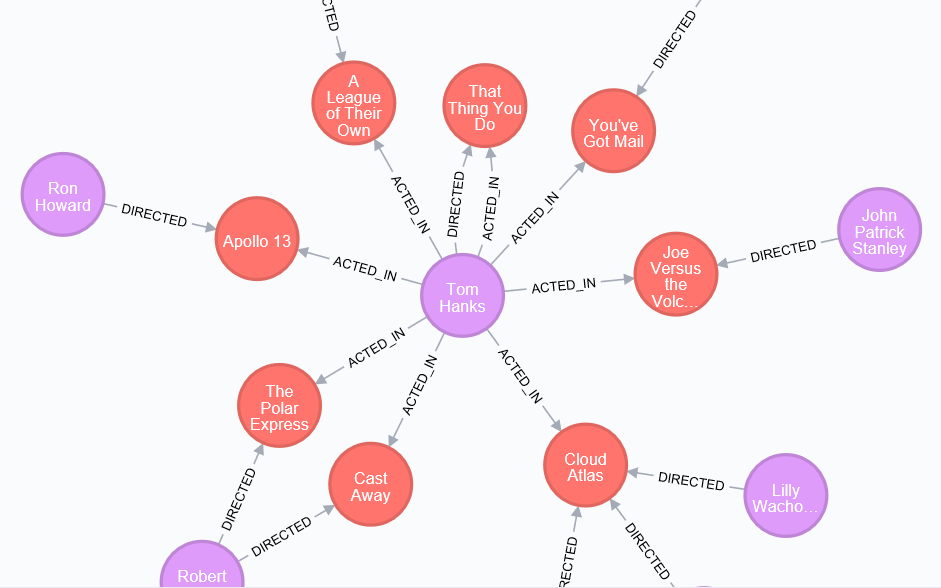 CTED
DIRECTED
A
League
of Their
Own
That
Thing You
Do
You've
Got Mail
Ron
Howard
DIRECTED
Apollo 13
ACTED_IN
DIRECTED
ACTED_IN
ACTED_IN
John
Patrick
Stanley
DIRECTED
Joe
Versus
the
Volc...
ACTED_IN
Tom
Hanks
ACTED_IN
ACTED_IN
ACTED_IN
ACTED_IN
The
Polar
Express
Cast
Away
Cloud
Atlas
DIRECTED
Lilly
Wacho...
DIRECTED
DIRECTED
RECTED
DIRECTED
Robert